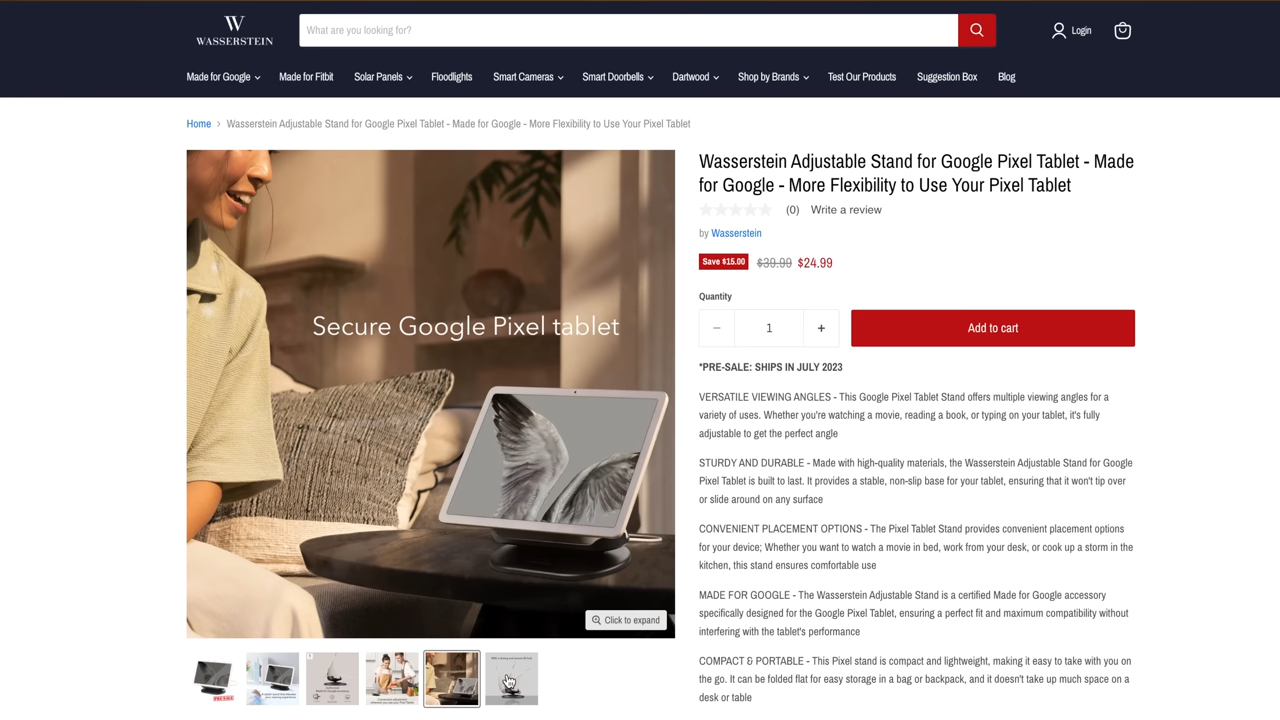 W
WASSERSTEIN
What are you looking for?
Login
Made for Google
Made for Fitbit
Solar Panels
Floodlights
Smart Cameras
Smart Doorbells
Dartwood
Shop by Brands
Test Our Products
Suggestion Box
Blog
Home › Wasserstein Adjustable Stand for Google Pixel Tablet - Made for Google - More Flexibility to Use Your Pixel Tablet
Secure Google Pixel tablet
Click to expand
Wasserstein Adjustable Stand for Google Pixel Tablet - Made
for Google - More Flexibility to Use Your Pixel Tablet
(0) Write a review
by Wasserstein
Save $15.00 $39.99 $24.99
Quantity
− 1 +
Add to cart
*PRE-SALE: SHIPS IN JULY 2023
VERSATILE VIEWING ANGLES - This Google Pixel Tablet Stand offers multiple viewing angles for a
variety of uses. Whether you're watching a movie, reading a book, or typing on your tablet, it's fully
adjustable to get the perfect angle
STURDY AND DURABLE - Made with high-quality materials, the Wasserstein Adjustable Stand for Google
Pixel Tablet is built to last. It provides a stable, non-slip base for your tablet, ensuring that it won't tip over
or slide around on any surface
CONVENIENT PLACEMENT OPTIONS - The Pixel Tablet Stand provides convenient placement options
for your device; Whether you want to watch a movie in bed, work from your desk, or cook up a storm in the
kitchen, this stand ensures comfortable use
MADE FOR GOOGLE - The Wasserstein Adjustable Stand is a certified Made for Google accessory
specifically designed for the Google Pixel Tablet, ensuring a perfect fit and maximum compatibility without
interfering with the tablet's performance
COMPACT & PORTABLE - This Pixel stand is compact and lightweight, making it easy to take with you on
the go. It can be folded flat for easy storage in a bag or backpack, and it doesn't take up much space on a
desk or table
PRE SALE